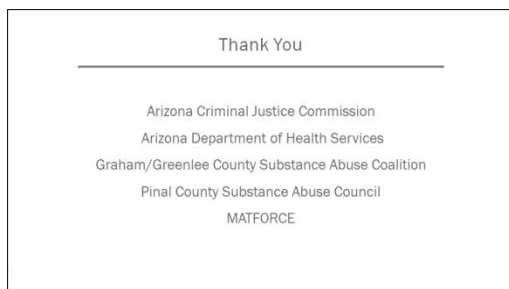 Thank You
Arizona Criminal Justice Commission
Arizona Department of Health Services
Graham/Greenlee County Substance Abuse Coalition
Pinal County Substance Abuse Council
MATFORCE